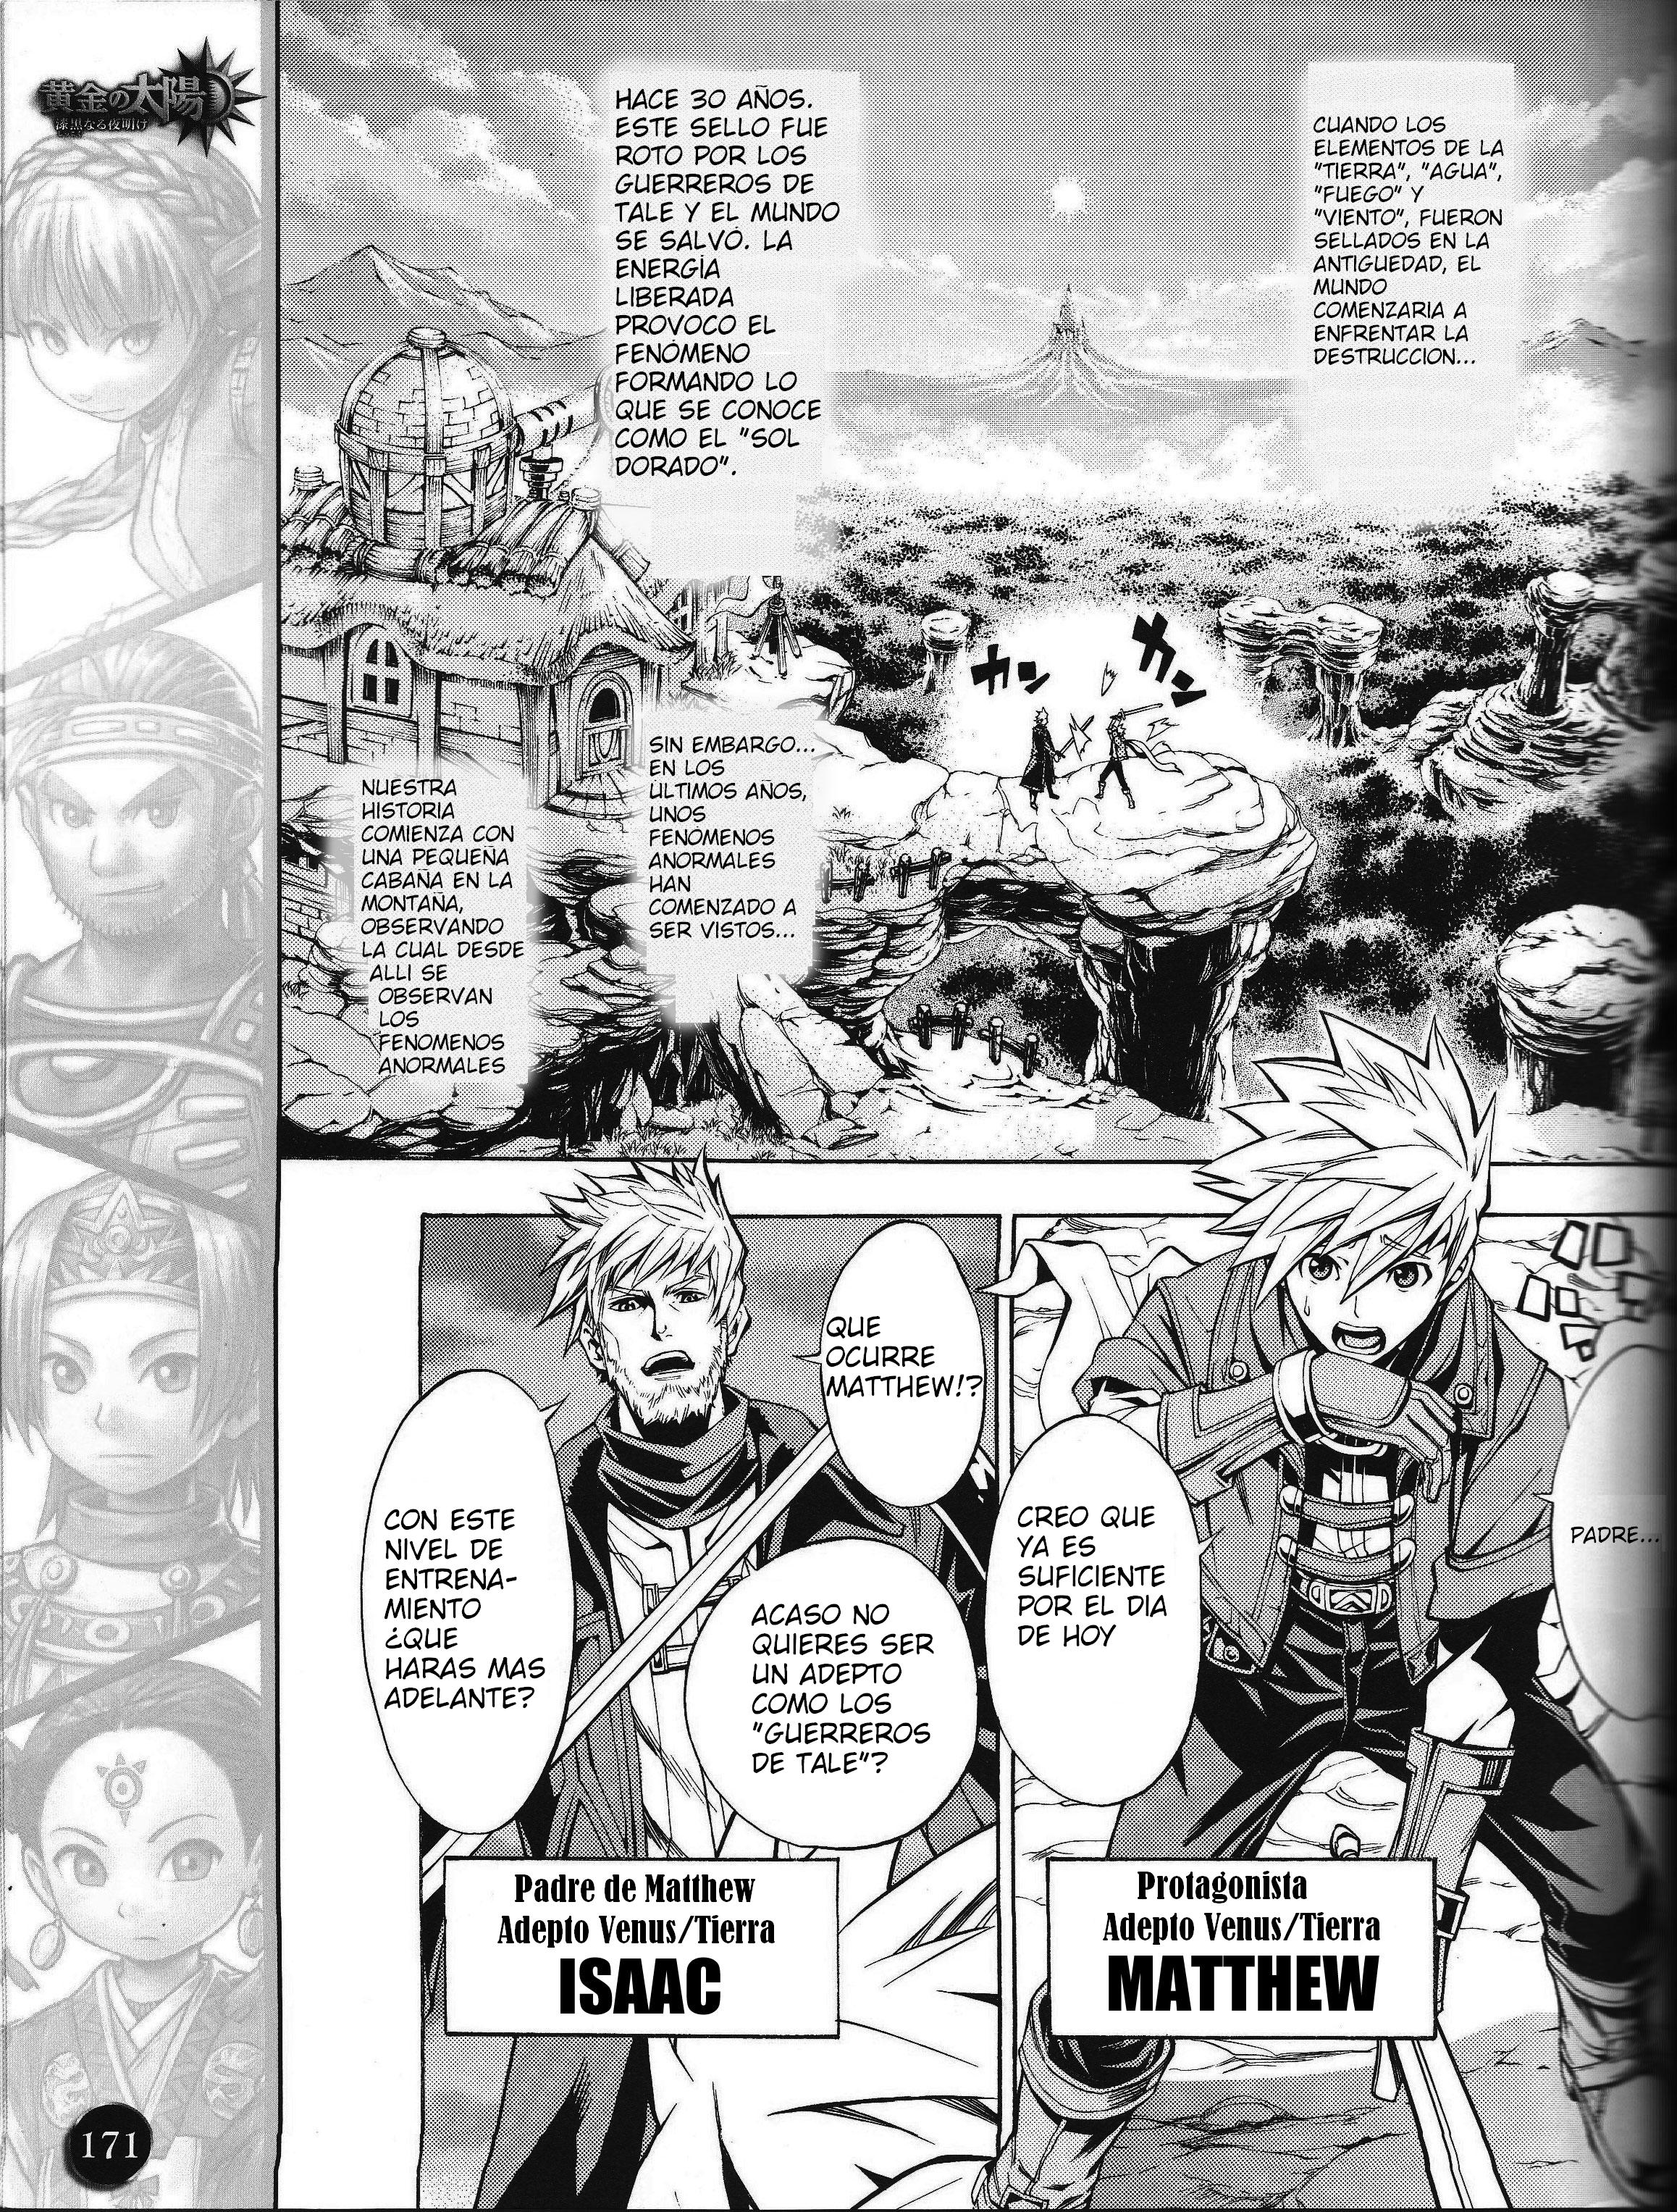 黄金の太陽
漆黒なる夜明け
CUANDO LOS
ELEMENTOS DE LA
"TIERRA", "AGUA",
"FUEGO" Y
"VIENTO", FUERON
SELLADOS EN LA
ANTIGUEDAD, EL
MUNDO
COMENZARIA A
ENFRENTAR LA
DESTRUCCION...
HACE 30 AÑOS.
ESTE SELLO FUE
ROTO POR LOS
GUERREROS DE
TALE Y EL MUNDO
SE SALVÓ. LA
ENERGÍA
LIBERADA
PROVOCO EL
FENÓMENO
FORMANDO LO
QUE SE CONOCE
COMO EL "SOL
DORADO".
カン
カン
SIN EMBARGO...
EN LOS
ÚLTIMOS AÑOS,
UNOS
FENÓMENOS
ANORMALES
HAN
COMENZADO A
SER VISTOS...
NUESTRA
HISTORIA
COMIENZA CON
UNA PEQUEÑA
CABAÑA EN LA
MONTAÑA,
OBSERVANDO
LA CUAL DESDE
ALLI SE
OBSERVAN
LOS
FENOMENOS
ANORMALES
PADRE...
CREO QUE
YA ES
SUFICIENTE
POR EL DIA
DE HOY
Protagonista
Adepto Venus/Tierra
MATTHEW
QUE
OCURRE
MATTHEW!?
ACASO NO
QUIERES SER
UN ADEPTO
COMO LOS
"GUERREROS
DE TALE"?
CON ESTE
NIVEL DE
ENTRENA-
MIENTO
¿QUE
HARAS MAS
ADELANTE?
Padre de Matthew
Adepto Venus/Tierra
ISAAC
171